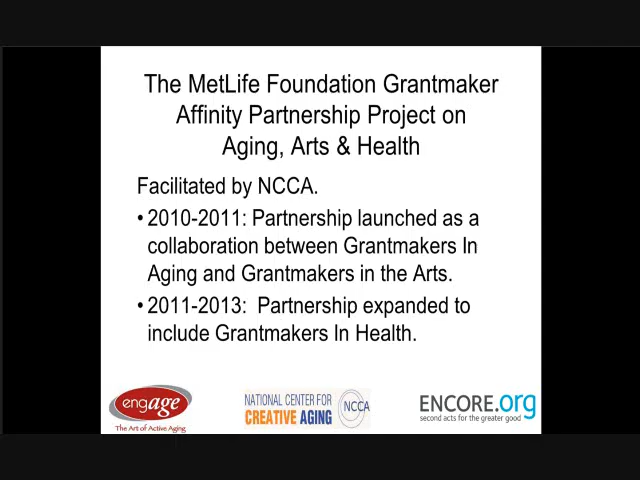 The MetLife Foundation Grantmaker
Affinity Partnership Project on
Aging, Arts & Health
Facilitated by NCCA.
• 2010-2011: Partnership launched as a
collaboration between Grantmakers In
Aging and Grantmakers in the Arts.
• 2011-2013:  Partnership expanded to
include Grantmakers In Health.
engAGE
The Art of Active Aging
NATIONAL CENTER FOR
CREATIVE AGING
NCCA
ENCORE.org
second acts for the greater good